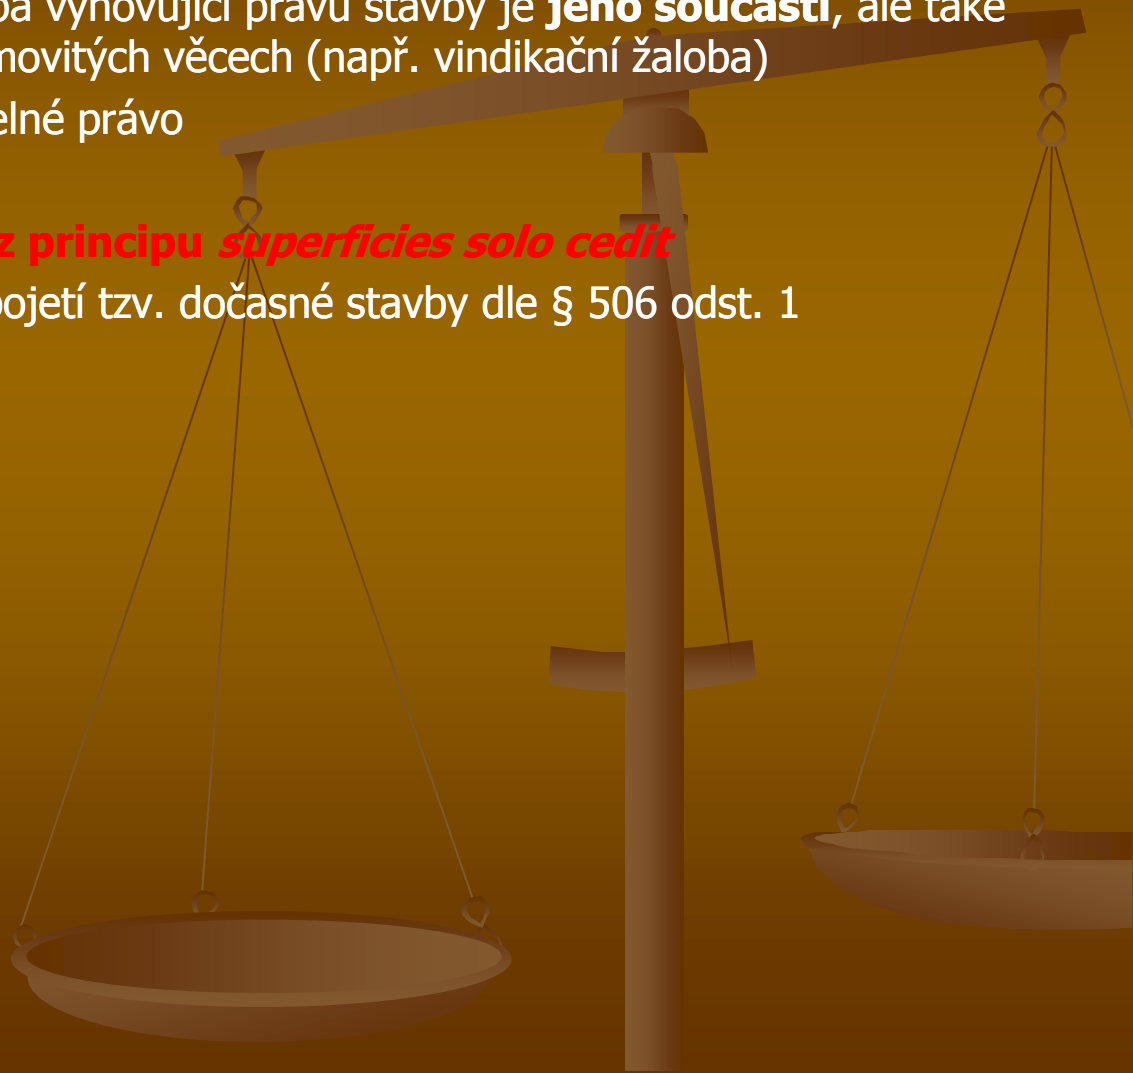 ba vyhovující právu stavby je jeho součástí, ale také
movitých věcech (např. vindikační žaloba)
elné právo
z principu superficies solo cedit
pojetí tzv. dočasné stavby dle § 506 odst. 1